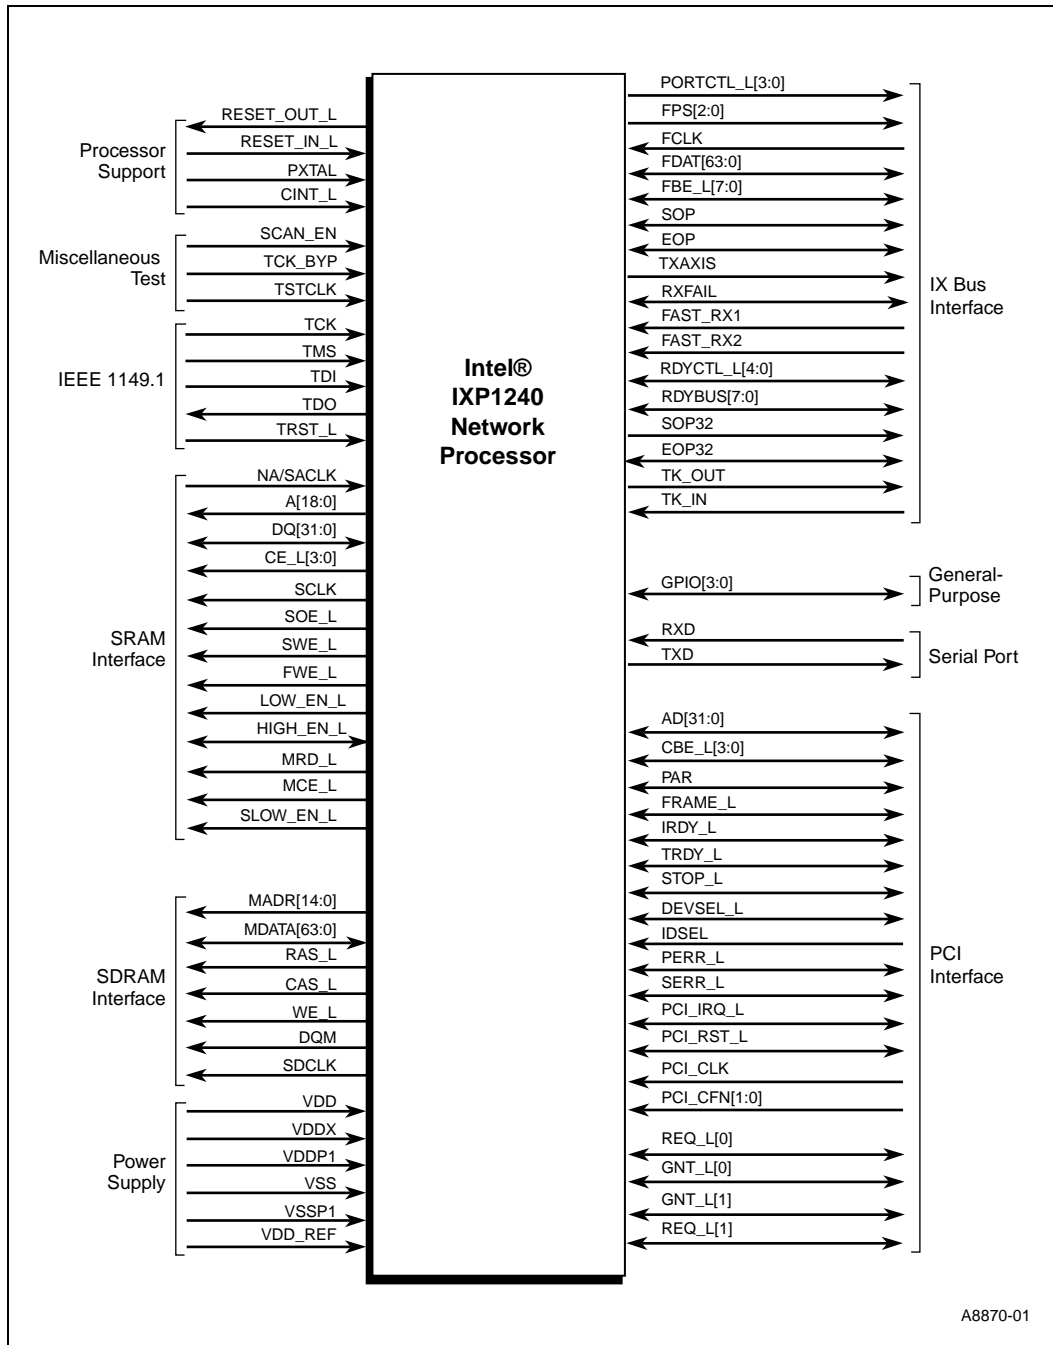 RESET_OUT_L
RESET_IN_L
PXTAL
CINT_L
Processor
Support
SCAN_EN
TCK_BYP
TSTCLK
Miscellaneous
Test
TCK
TMS
TDI
TDO
TRST_L
IEEE 1149.1
NA/SACLK
A[18:0]
DQ[31:0]
CE_L[3:0]
SCLK
SOE_L
SWE_L
FWE_L
LOW_EN_L
HIGH_EN_L
MRD_L
MCE_L
SLOW_EN_L
SRAM
Interface
MADR[14:0]
MDATA[63:0]
RAS_L
CAS_L
WE_L
DQM
SDCLK
SDRAM
Interface
VDD
VDDX
VDDP1
VSS
VSSP1
VDD_REF
Power
Supply
Intel®
IXP1240
Network
Processor
PORTCTL_L[3:0]
FPS[2:0]
FCLK
FDAT[63:0]
FBE_L[7:0]
SOP
EOP
TXAXIS
RXFAIL
FAST_RX1
FAST_RX2
RDYCTL_L[4:0]
RDYBUS[7:0]
SOP32
EOP32
TK_OUT
TK_IN
IX Bus
Interface
GPIO[3:0]
General-
Purpose
RXD
TXD
Serial Port
AD[31:0]
CBE_L[3:0]
PAR
FRAME_L
IRDY_L
TRDY_L
STOP_L
DEVSEL_L
IDSEL
PERR_L
SERR_L
PCI_IRQ_L
PCI_RST_L
PCI_CLK
PCI_CFN[1:0]
REQ_L[0]
GNT_L[0]
GNT_L[1]
REQ_L[1]
PCI
Interface
A8870-01